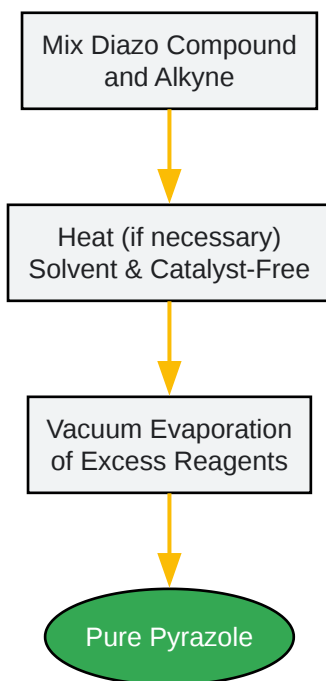 Mix Diazo Compound
and Alkyne
Heat (if necessary)
Solvent & Catalyst-Free
Vacuum Evaporation
of Excess Reagents
Pure Pyrazole